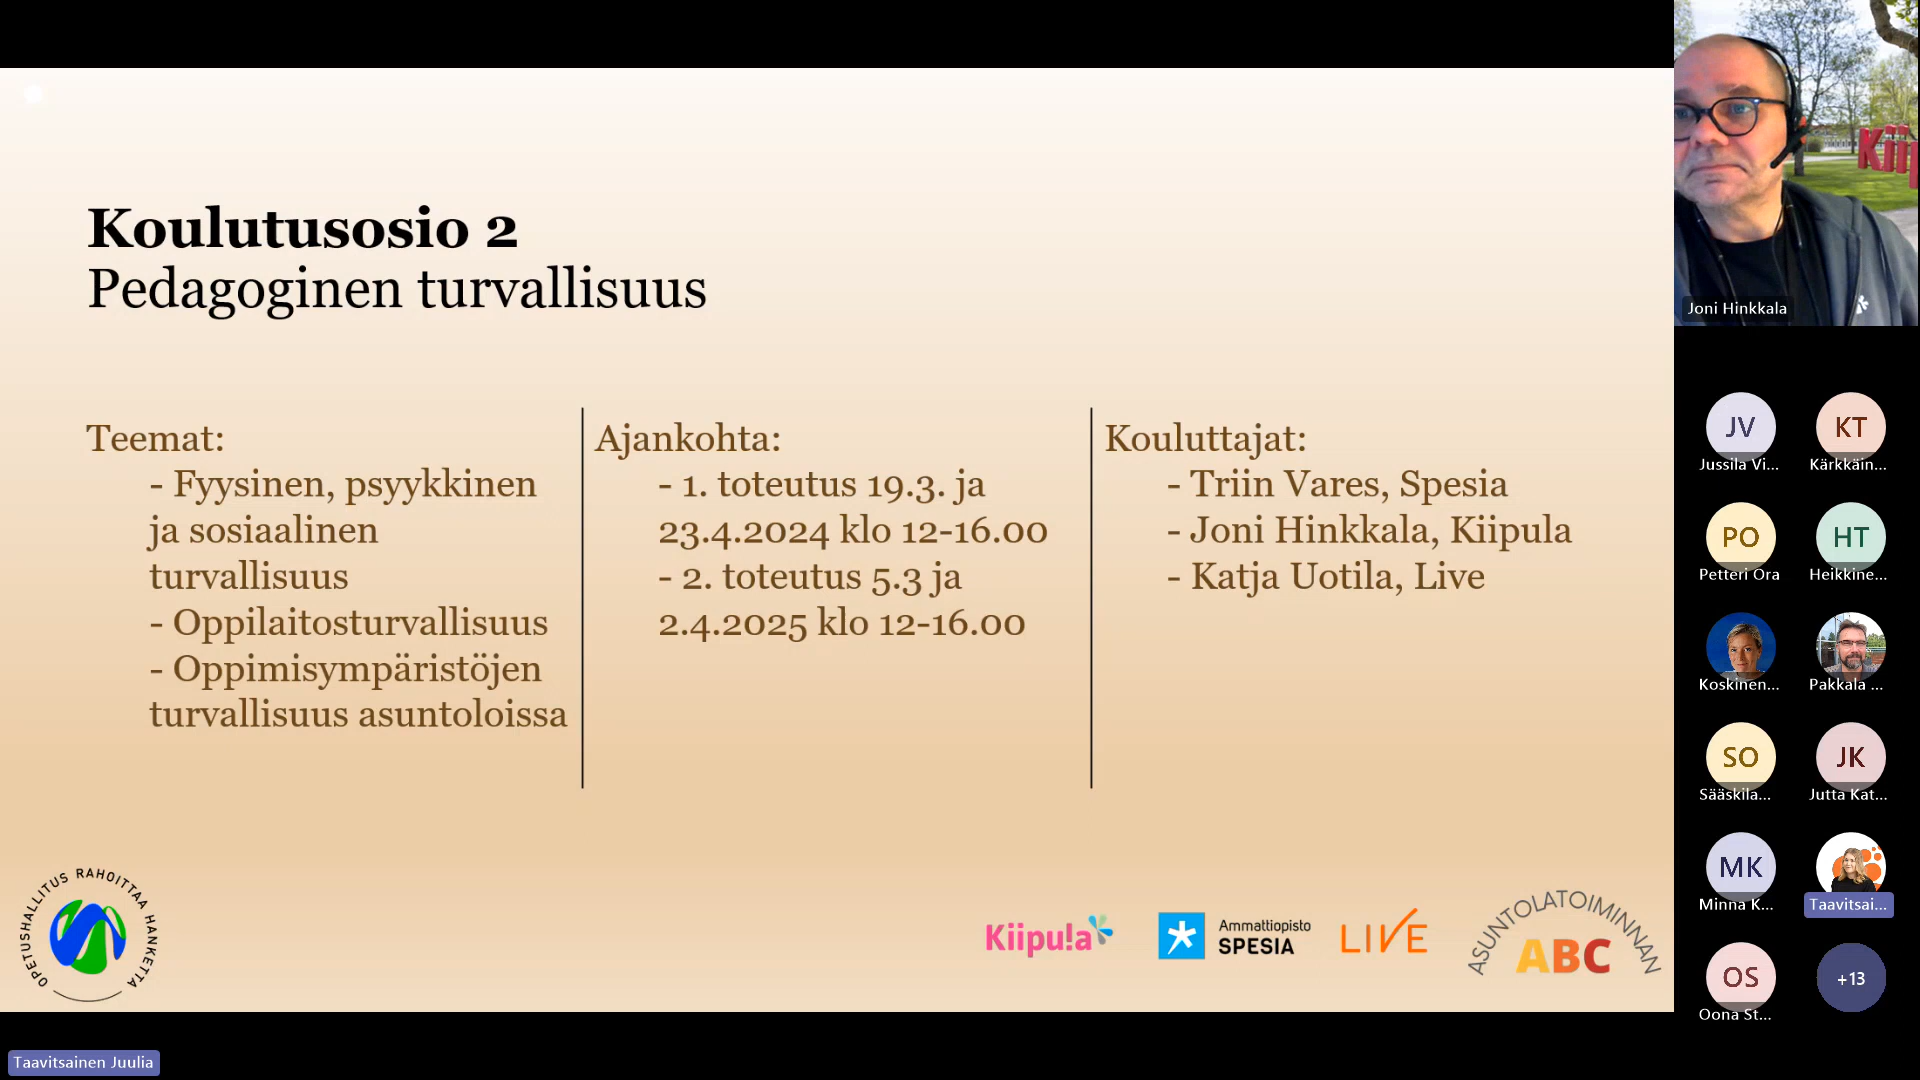 Koulutusosio 2
Pedagoginen turvallisuus
Teemat:
- Fyysinen, psyykkinen
ja sosiaalinen
turvallisuus
- Oppilaitosturvallisuus
- Oppimisympäristöjen
turvallisuus asuntoloissa
Ajankohta:
- 1. toteutus 19.3. ja
23.4.2024 klo 12-16.00
- 2. toteutus 5.3 ja
2.4.2025 klo 12-16.00
Kouluttajat:
- Triin Vares, Spesia
- Joni Hinkkala, Kiipula
- Katja Uotila, Live
OPETUSHALLITUS RAHOITTAA HANKETTA
Kiipula
Ammattiopisto
SPESIA
LIVE
ASUNTOLATOIMINNAN
ABC
Taavitsainen Juulia
Kiip
Joni Hinkkala
JV
Jussila Vi...
KT
Kärkkäin...
PO
Petteri Ora
HT
Heikkine...
Koskinen...
Pakkala ...
SO
Sääskila...
JK
Jutta Kat...
MK
Minna K...
Taavitsai...
OS
Oona St...
+13